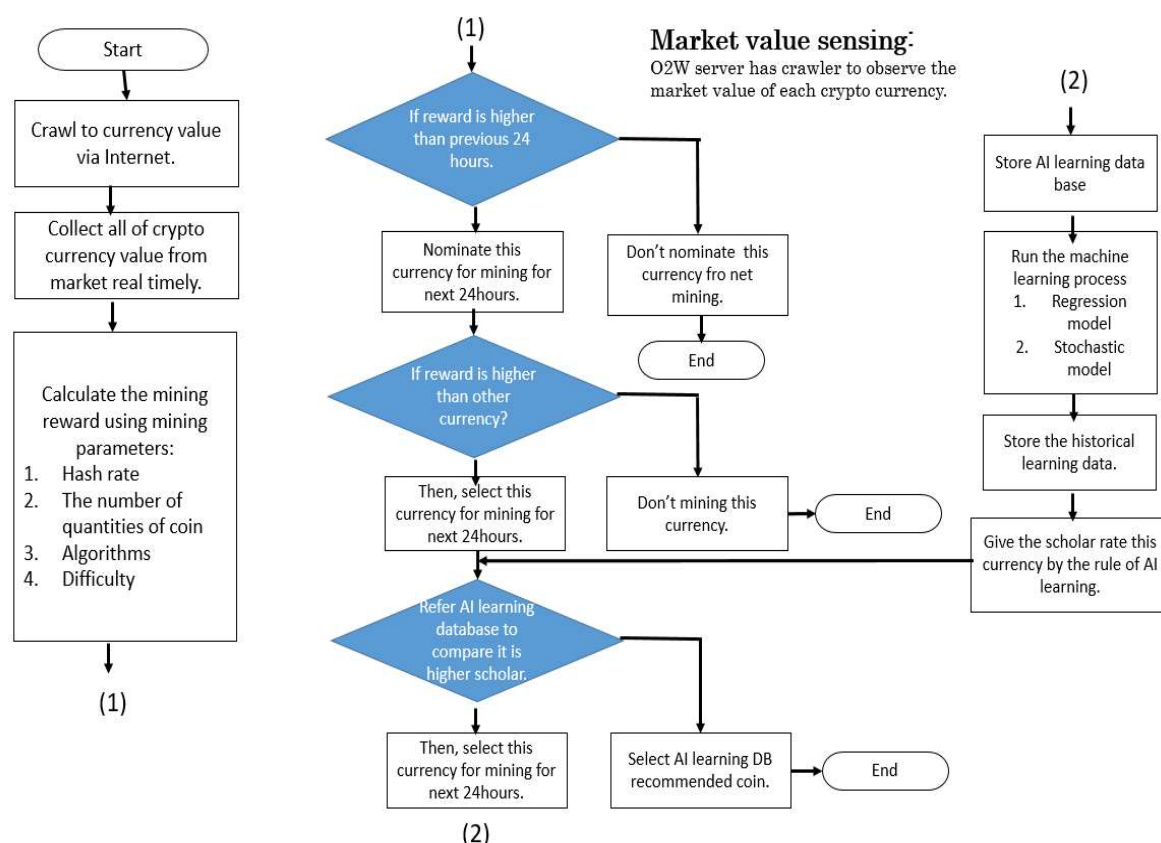 Start
Crawl to currency value
via Internet.
Collect all of crypto
currency value from
market real timely.
Calculate the mining
reward using mining
parameters:
1. Hash rate
2. The number of
quantities of coin
3. Algorithms
4. Difficulty
(1)
(1)
If reward is higher
than previous 24
hours.
Nominate this
currency for mining for
next 24hours.
Don't nominate this
currency fro net
mining.
End
If reward is higher
than other
currency?
Then, select this
currency for mining for
next 24hours.
Don't mining this
currency.
End
Refer AI learning
database to
compare it is
higher scholar.
Then, select this
currency for mining for
next 24hours.
Select AI learning DB
recommended coin.
End
(2)
Market value sensing:
O2W server has crawler to observe the
market value of each crypto currency.
(2)
Store AI learning data
base
Run the machine
learning process
1. Regression
model
2. Stochastic
model
Store the historical
learning data.
Give the scholar rate this
currency by the rule of AI
learning.